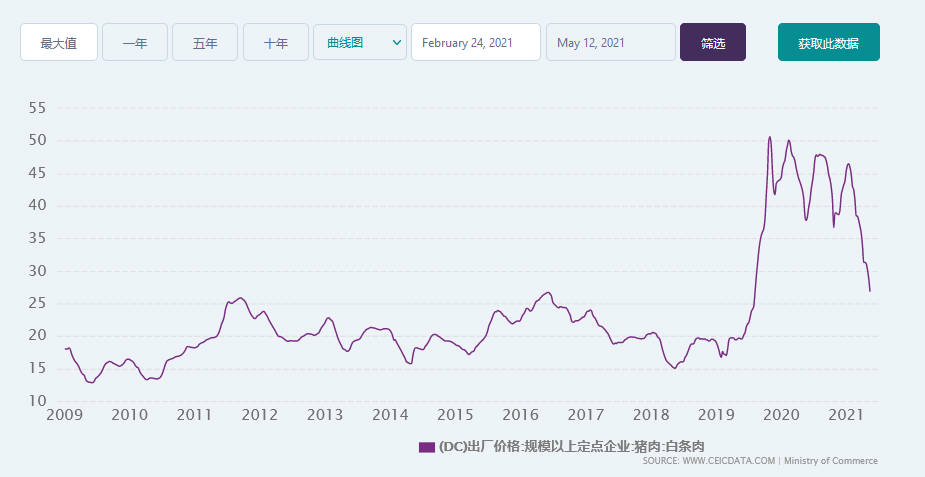 最大值 一年 五年 十年 曲线图 February 24, 2021 May 12, 2021 筛选 获取此数据
55
50
45
40
35
30
25
20
15
10
2009 2010 2011 2012 2013 2014 2015 2016 2017 2018 2019 2020 2021
(DC)出厂价格:规模以上定点企业:猪肉:白条肉
SOURCE: WWW.CEICDATA.COM | Ministry of Commerce